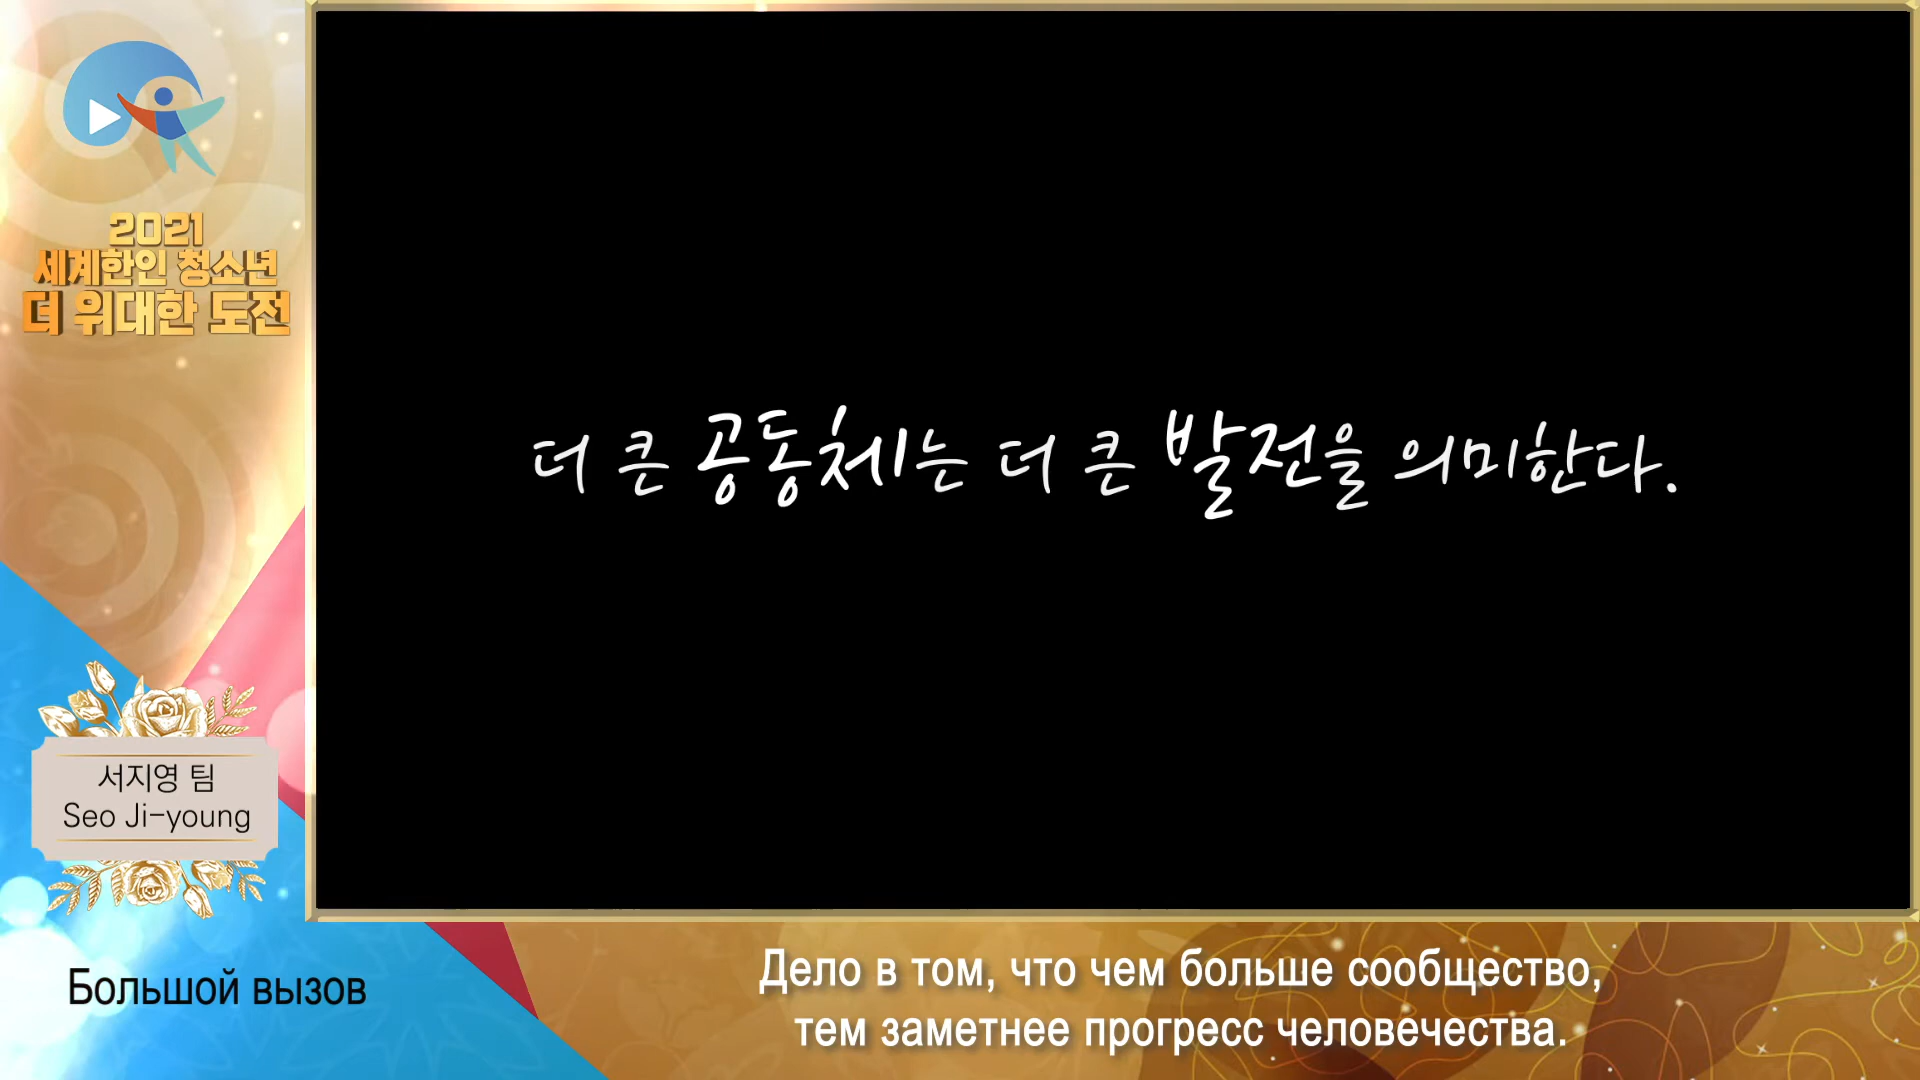 2021
세계한인 청소년
더 위대한 도전
더 큰 공동체는 더 큰 발전을 의미한다.
서지영 팀
Seo Ji-young
Большой вызов
Дело в том, что чем больше сообщество,
тем заметнее прогресс человечества.